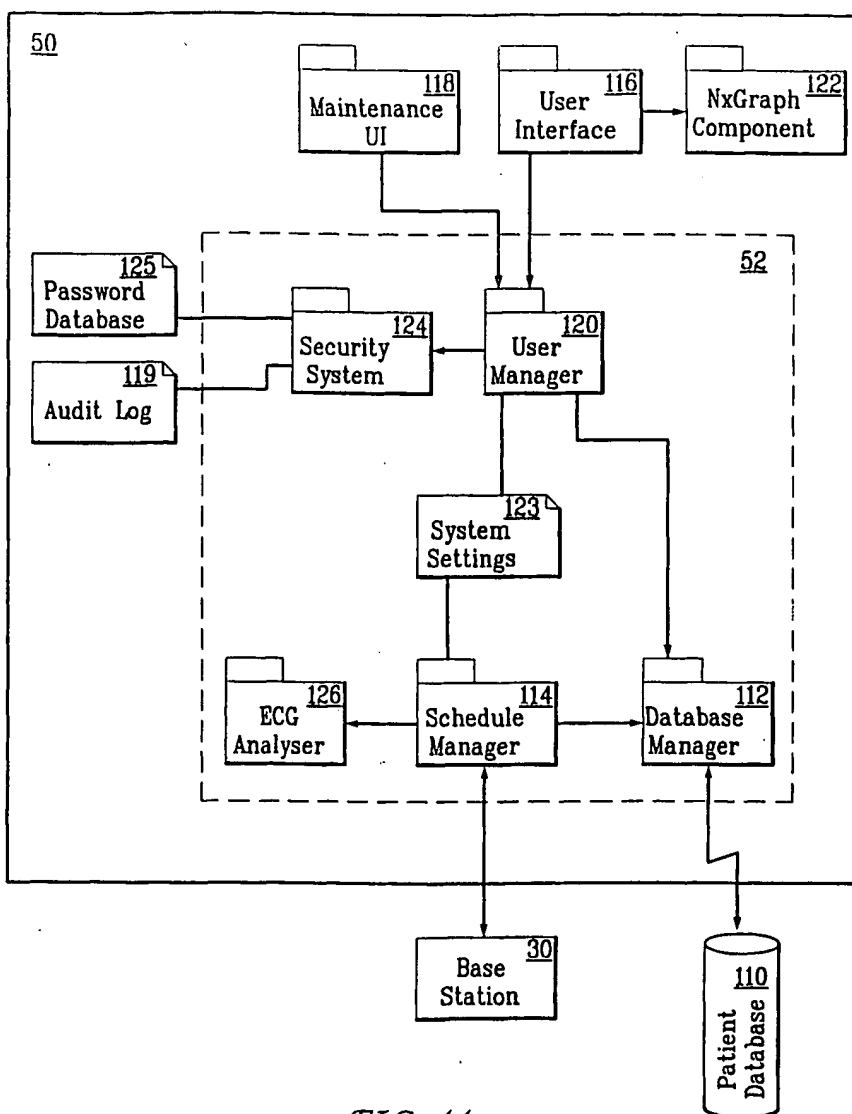 50
118
Maintenance
UI
116
User
Interface
122
NxGraph
Component
52
125
Password
Database
124
Security
System
120
User
Manager
119
Audit Log
123
System
Settings
126
ECG
Analyser
114
Schedule
Manager
112
Database
Manager
30
Base
Station
110
Patient
Database